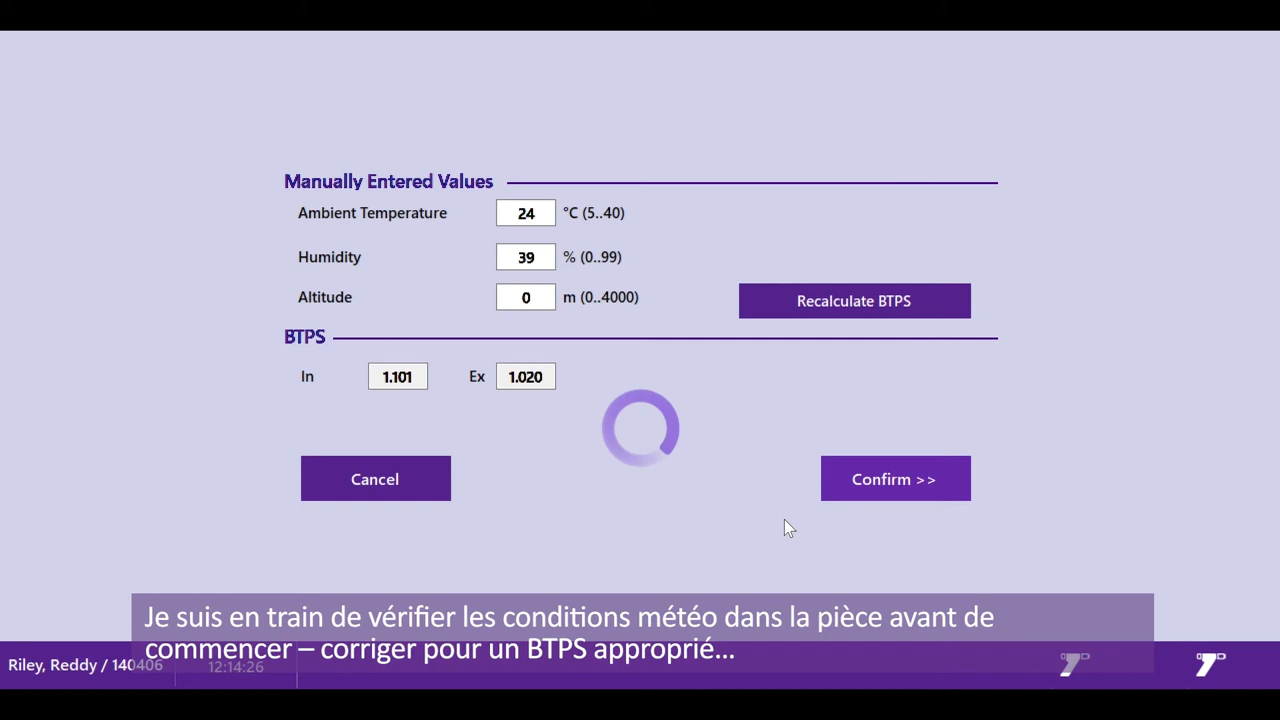 Manually Entered Values
Ambient Temperature 24 °C (5..40)
Humidity 39 % (0..99)
Altitude 0 m (0..4000)
Recalculate BTPS
BTPS
In 1.101 Ex 1.020
Cancel Confirm >>
Je suis en train de vérifier les conditions météo dans la pièce avant de
commencer – corriger pour un BTPS approprié...
Riley, Reddy / 140406 12:14:26